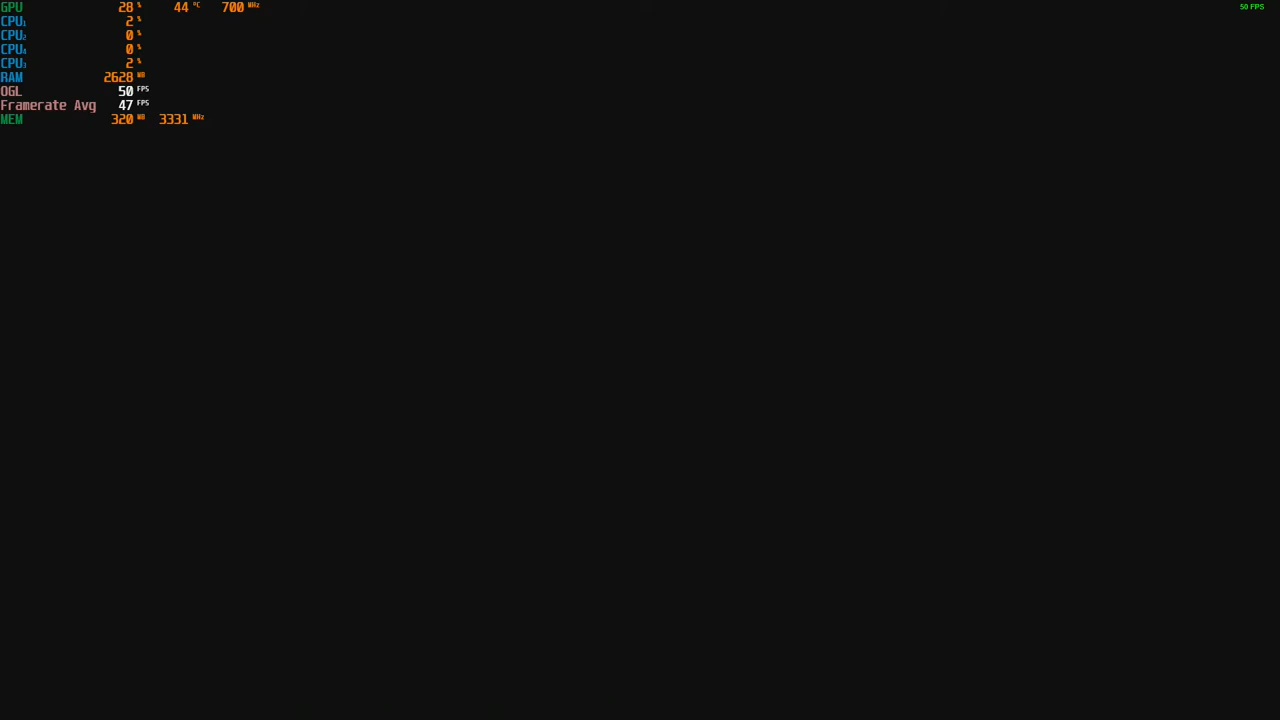 GPU 28 % 44 °C 700 MHz 50 FPS
CPU1 2 %
CPU2 0 %
CPU4 0 %
CPU3 2 %
RAM 2628 MB
OGL 50 FPS
Framerate Avg 47 FPS
MEM 320 MB 3331 MHz